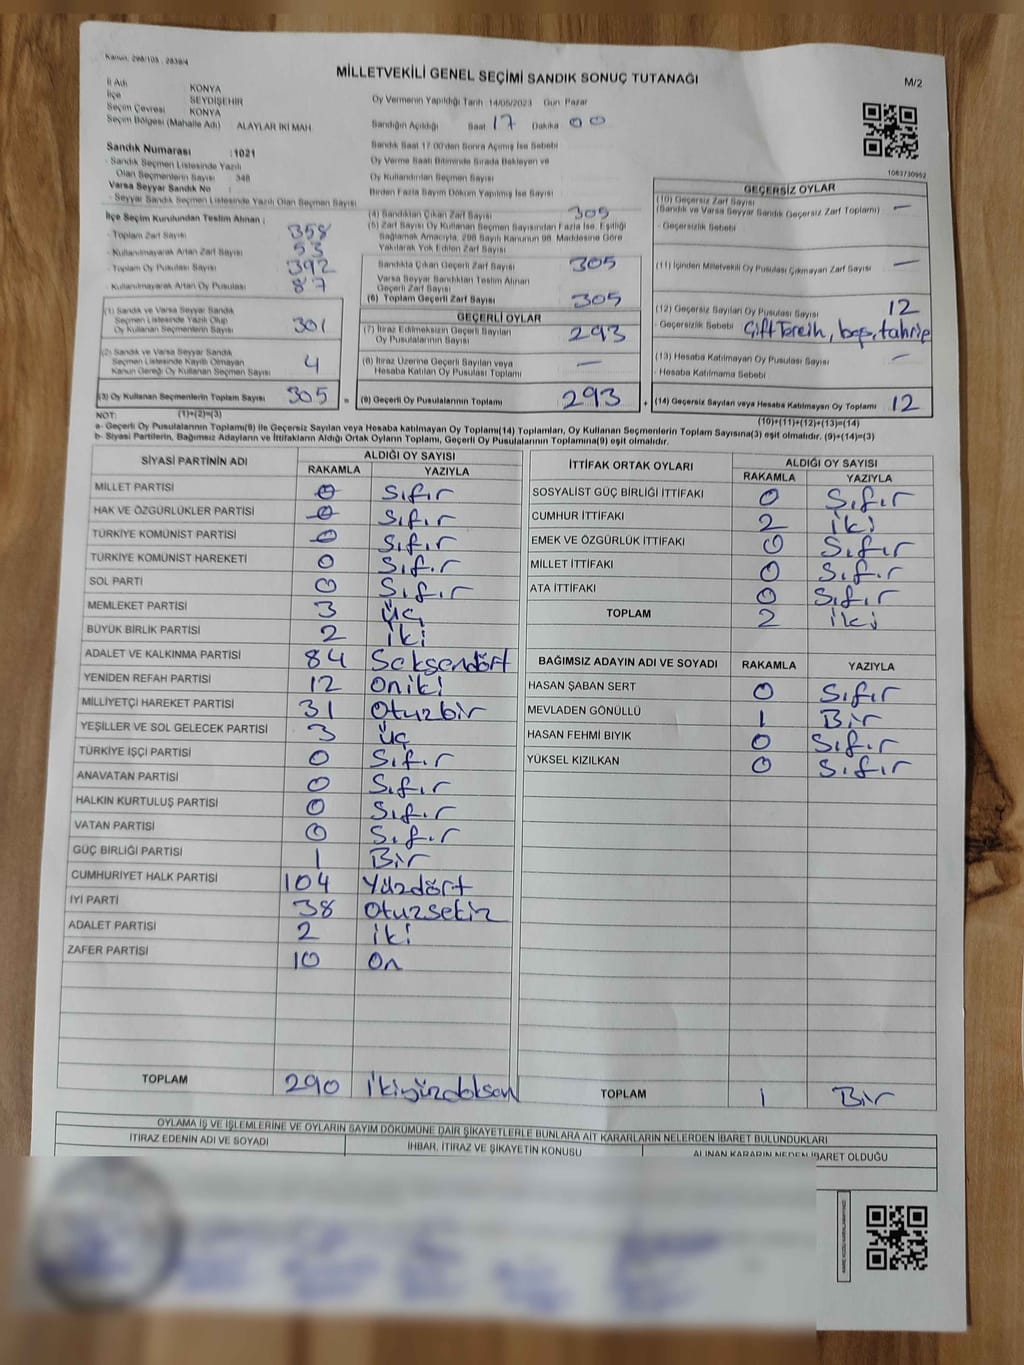 Kanun: 298/105 - 2839/4
MİLLETVEKİLİ GENEL SEÇİMİ SANDIK SONUÇ TUTANAĞI
M/2
İl Adı : KONYA
İlçe : SEYDİŞEHİR
Seçim Çevresi : KONYA
Seçim Bölgesi (Mahalle Adı) : ALAYLAR İKİ MAH.
Oy Vermenin Yapıldığı Tarih : 14/05/2023 Gün: Pazar
Sandığın Açıldığı Saat 17 Dakika 00
Sandık Numarası : 1021
- Sandık Seçmen Listesinde Yazılı
Olan Seçmenlerin Sayısı : 348
Varsa Seyyar Sandık No :
- Seyyar Sandık Seçmen Listesinde Yazılı Olan Seçmen Sayısı
Sandık Saat 17.00'den Sonra Açılmış İse Sebebi
Oy Verme Saati Bitiminde Sırada Bekleyen ve
Oy Kullandırılan Seçmen Sayısı
Birden Fazla Sayım Döküm Yapılmış İse Sayısı
1083730952
İlçe Seçim Kurulundan Teslim Alınan ;
- Toplam Zarf Sayısı 358
- Kullanılmayarak Artan Zarf Sayısı 53
- Toplam Oy Pusulası Sayısı 392
- Kullanılmayarak Artan Oy Pusulası 87
(1) Sandık ve Varsa Seyyar Sandık
Seçmen Listesinde Yazılı Olup
Oy Kullanan Seçmenlerin Sayısı 301
(2) Sandık ve Varsa Seyyar Sandık
Seçmen Listesinde Kayıtlı Olmayan
Kanun Gereği Oy Kullanan Seçmen Sayısı 4
(3) Oy Kullanan Seçmenlerin Toplam Sayısı 305 =
(1)+(2)=(3)
(4) Sandıktan Çıkan Zarf Sayısı 305
(5) Zarf Sayısı Oy Kullanan Seçmen Sayısından Fazla İse, Eşitliği
Sağlamak Amacıyla, 298 Sayılı Kanunun 98. Maddesine Göre
Yakılarak Yok Edilen Zarf Sayısı
Sandıkta Çıkan Geçerli Zarf Sayısı 305
Varsa Seyyar Sandıktan Teslim Alınan
Geçerli Zarf Sayısı
(6) Toplam Geçerli Zarf Sayısı 305
GEÇERLİ OYLAR
(7) İtiraz Edilmeksizin Geçerli Sayılan
Oy Pusulalarının Sayısı 293
(8) İtiraz Üzerine Geçerli Sayılan veya
Hesaba Katılan Oy Pusulası Toplamı —
(9) Geçerli Oy Pusulalarının Toplamı 293 +
GEÇERSİZ OYLAR
(10) Geçersiz Zarf Sayısı
(Sandık ve Varsa Seyyar Sandık Geçersiz Zarf Toplamı) —
- Geçersizlik Sebebi :
(11) İçinden Milletvekili Oy Pusulası Çıkmayan Zarf Sayısı —
(12) Geçersiz Sayılan Oy Pusulası Sayısı 12
- Geçersizlik Sebebi : Çift Tercih, boş, tahrip
(13) Hesaba Katılmayan Oy Pusulası Sayısı —
- Hesaba Katılmama Sebebi
(14) Geçersiz Sayılan veya Hesaba Katılmayan Oy Toplamı 12
(10)+(11)+(12)+(13)=(14)
NOT:
a- Geçerli Oy Pusulasının Toplam(9) ile Geçersiz Sayılan veya Hesaba katılmayan Oy Toplamı(14) Toplamları, Oy Kullanan Seçmenlerin Toplam Sayısına(3) eşit olmalıdır. (9)+(14)=(3)
b- Siyasi Partilerin, Bağımsız Adayların ve İttifakların Aldığı Ortak Oyların Toplamı, Geçerli Oy Pusulalarının Toplamına(9) eşit olmalıdır.
SİYASİ PARTİNİN ADI ALDIĞI OY SAYISI
RAKAMLA YAZIYLA
MİLLET PARTİSİ 0 Sıfır
HAK VE ÖZGÜRLÜKLER PARTİSİ 0 Sıfır
TÜRKİYE KOMÜNİST PARTİSİ 0 Sıfır
TÜRKİYE KOMÜNİST HAREKETİ 0 Sıfır
SOL PARTİ 0 Sıfır
MEMLEKET PARTİSİ 3 Üç
BÜYÜK BİRLİK PARTİSİ 2 İki
ADALET VE KALKINMA PARTİSİ 84 Seksendört
YENİDEN REFAH PARTİSİ 12 Oniki
MİLLİYETÇİ HAREKET PARTİSİ 31 Otuzbir
YEŞİLLER VE SOL GELECEK PARTİSİ 3 Üç
TÜRKİYE İŞÇİ PARTİSİ 0 Sıfır
ANAVATAN PARTİSİ 0 Sıfır
HALKIN KURTULUŞ PARTİSİ 0 Sıfır
VATAN PARTİSİ 0 Sıfır
GÜÇ BİRLİĞİ PARTİSİ 1 Bir
CUMHURİYET HALK PARTİSİ 104 Yüzdört
İYİ PARTİ 38 Otuzsekiz
ADALET PARTİSİ 2 iki
ZAFER PARTİSİ 10 On
TOPLAM 290 İkiyüzdoksan
İTTİFAK ORTAK OYLARI ALDIĞI OY SAYISI
RAKAMLA YAZIYLA
SOSYALİST GÜÇ BİRLİĞİ İTTİFAKI 0 Sıfır
CUMHUR İTTİFAKI 2 iki
EMEK VE ÖZGÜRLÜK İTTİFAKI 0 Sıfır
MİLLET İTTİFAKI 0 Sıfır
ATA İTTİFAKI 0 Sıfır
TOPLAM 2 iki
BAĞIMSIZ ADAYIN ADI VE SOYADI RAKAMLA YAZIYLA
HASAN ŞABAN SERT 0 Sıfır
MEVLADEN GÖNÜLLÜ 1 Bir
HASAN FEHMİ BIYIK 0 Sıfır
YÜKSEL KIZILKAN 0 Sıfır
TOPLAM 1 Bir
OYLAMA İŞ VE İŞLEMLERİNE VE OYLARIN SAYIM DÖKÜMÜNE DAİR ŞİKAYETLERLE BUNLARA AİT KARARLARIN NELERDEN İBARET BULUNDUKLARI
İTİRAZ EDENİN ADI VE SOYADI İHBAR, İTİRAZ VE ŞİKAYETİN KONUSU ALINAN KARARIN NEDEN İBARET OLDUĞU